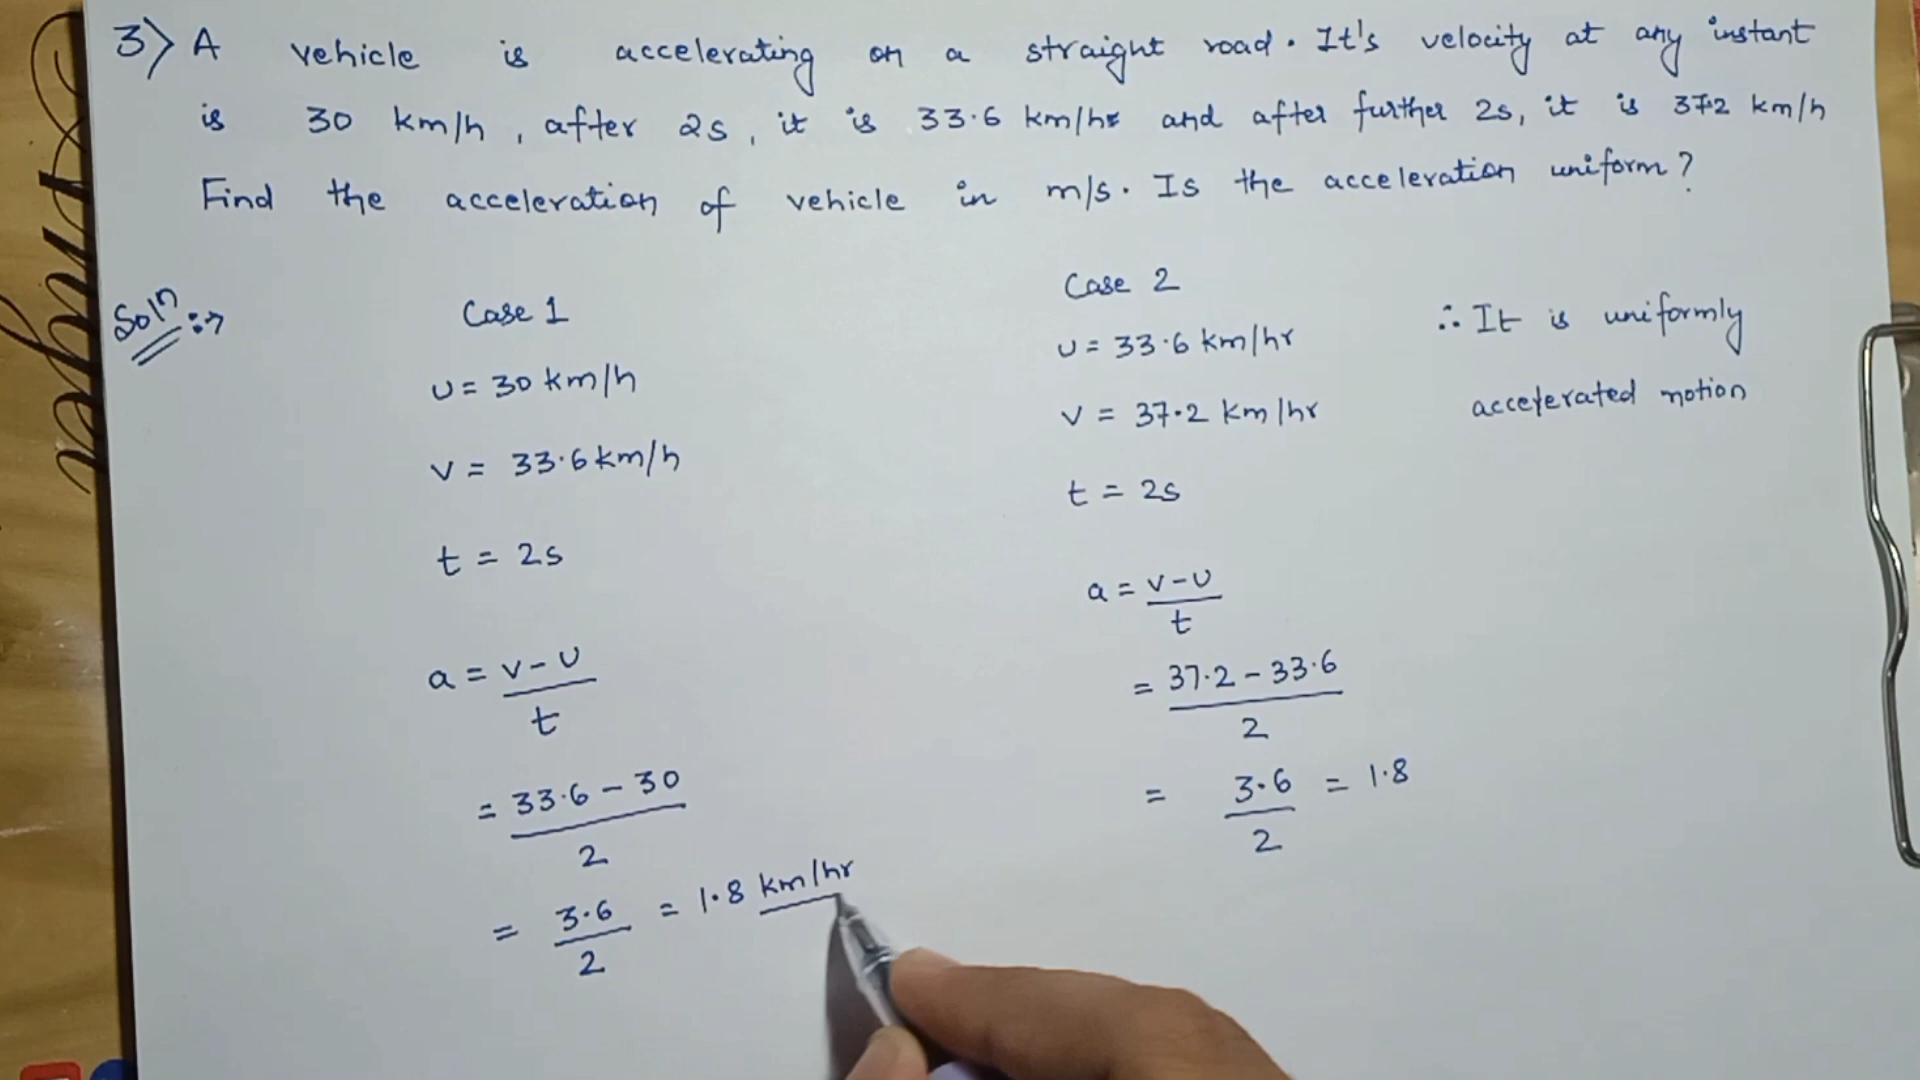 3) A vehicle is accelerating on a straight road. It's velocity at any instant
is 30 km/h, after 2s, it is 33.6 km/hr and after further 2s, it is 37.2 km/h
Find the acceleration of vehicle in m/s. Is the acceleration uniform?
Soln :→
Case 1
u = 30 km/h
v = 33.6 km/h
t = 2s
a = v - u
t
= 33.6 - 30
2
= 3.6 = 1.8 km/hr
2
Case 2
u = 33.6 km/hr
v = 37.2 km/hr
t = 2s
a = v - u
t
= 37.2 - 33.6
2
= 3.6 = 1.8
2
∴ It is uniformly
accelerated motion